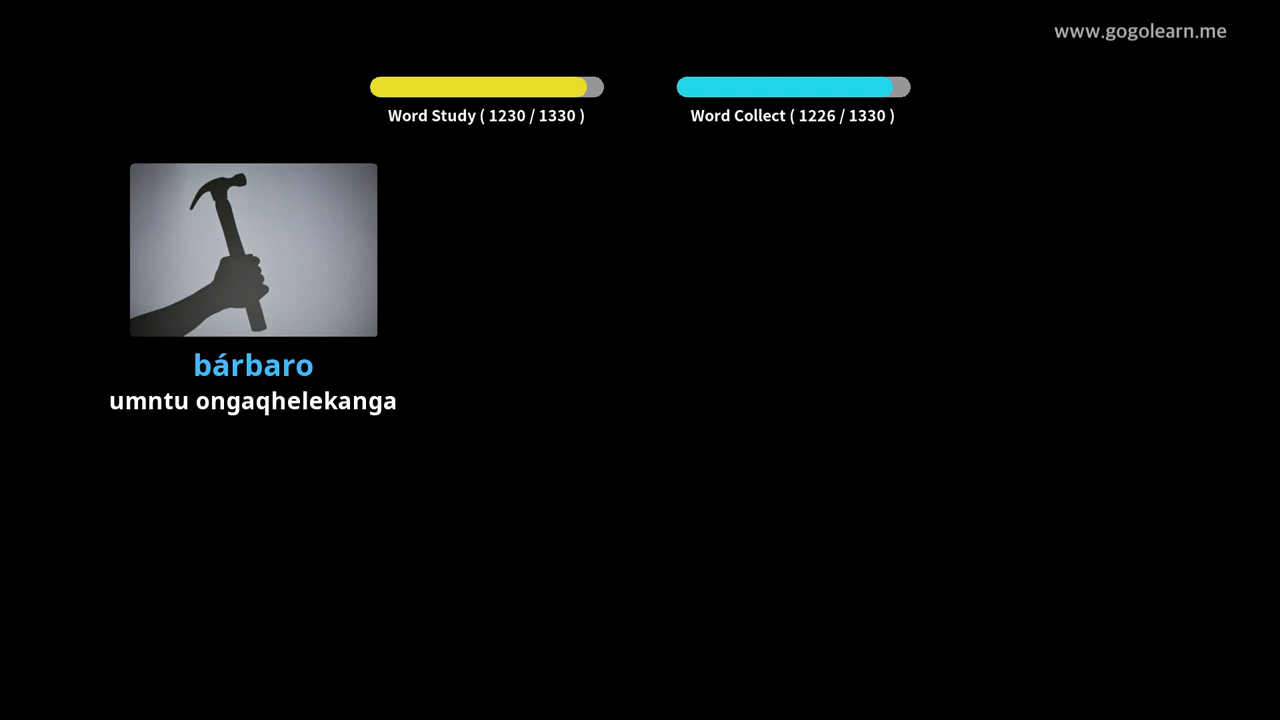 www.gogolearn.me
Word Study ( 1230 / 1330 )
Word Collect ( 1226 / 1330 )
bárbaro
umntu ongaqhelekanga